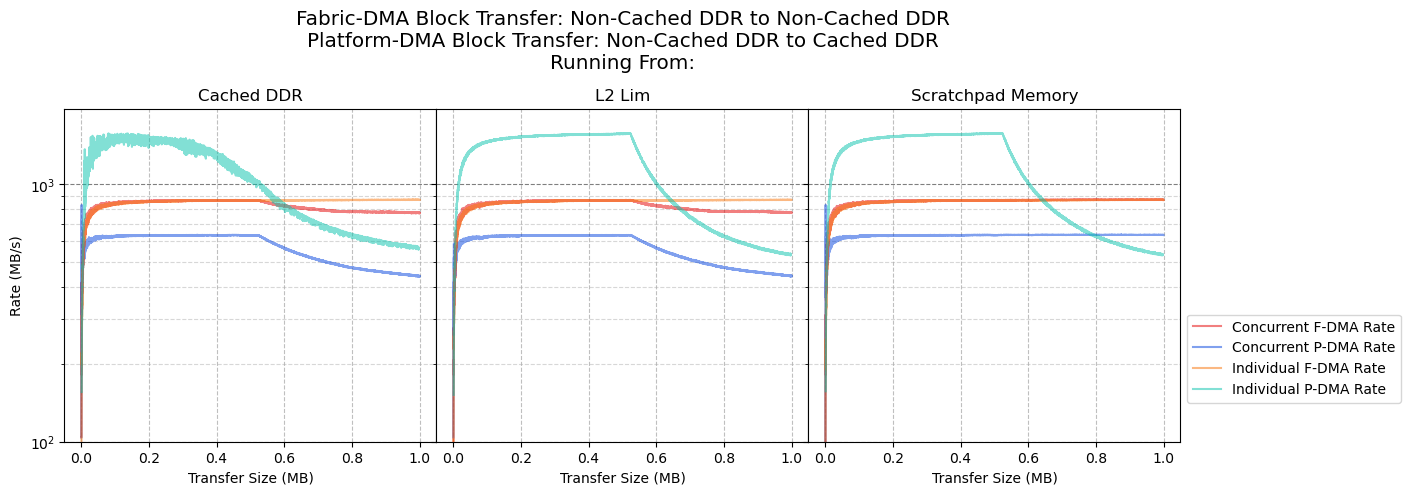 Fabric-DMA Block Transfer: Non-Cached DDR to Non-Cached DDR
Platform-DMA Block Transfer: Non-Cached DDR to Cached DDR
Running From:
Cached DDR
L2 Lim
Scratchpad Memory
Rate (MB/s)
10³
10²
0.0 0.2 0.4 0.6 0.8 1.0
0.0 0.2 0.4 0.6 0.8 1.0
0.0 0.2 0.4 0.6 0.8 1.0
Transfer Size (MB)
Transfer Size (MB)
Transfer Size (MB)
Concurrent F-DMA Rate
Concurrent P-DMA Rate
Individual F-DMA Rate
Individual P-DMA Rate